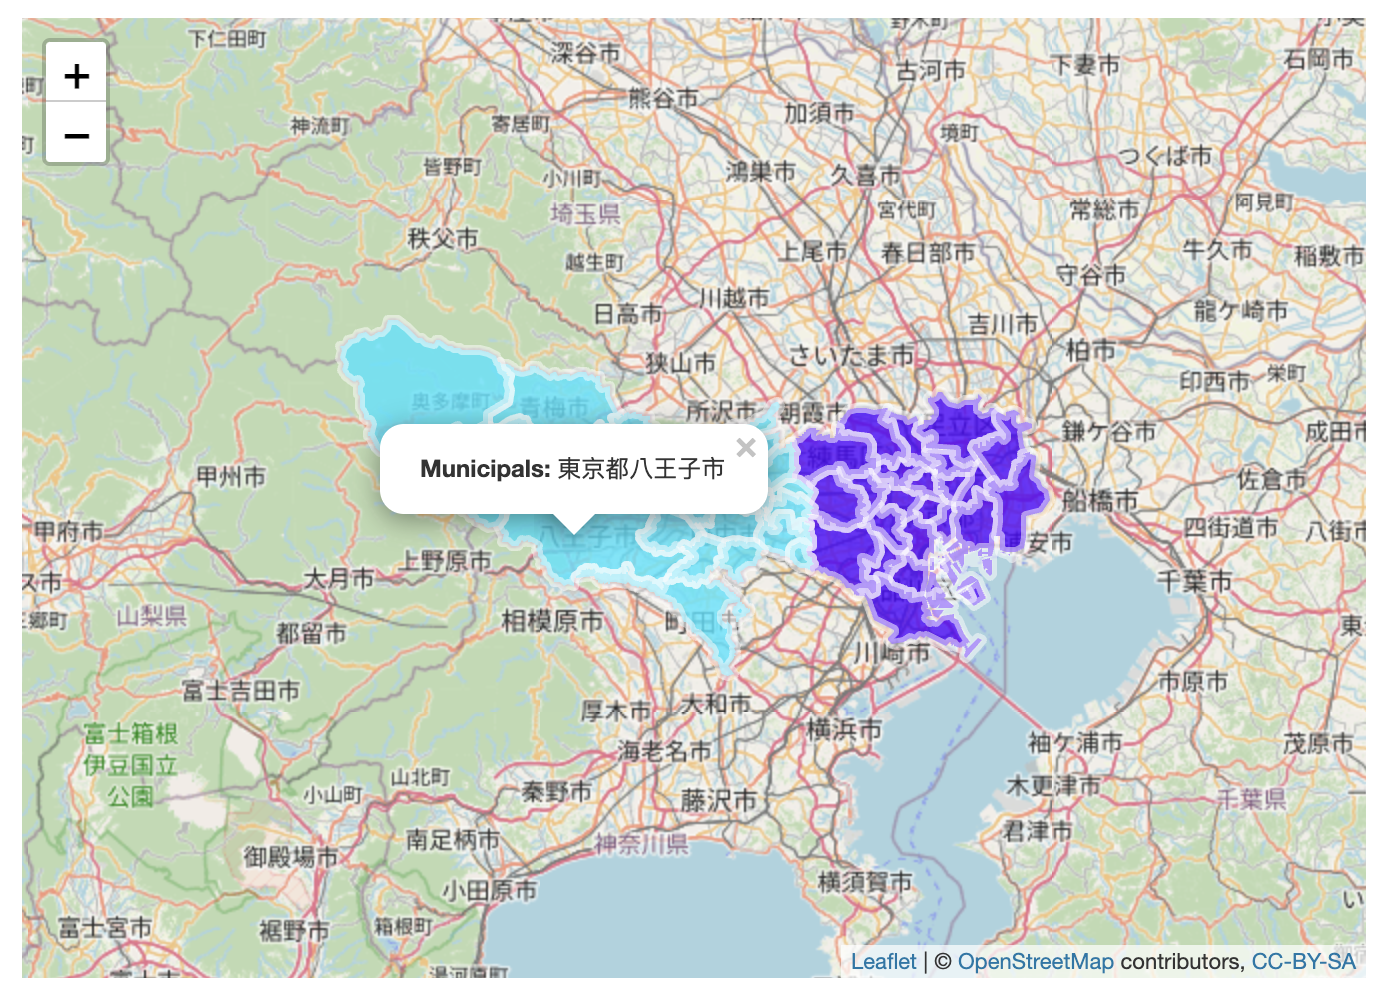 下仁田町
深谷市
古河市
下妻市
石岡市
+
熊谷市
加須市
−
神流町
寄居町
境町
つくば市
皆野町
小川町
鴻巣市
久喜市
埼玉県
宮代町
常総市
阿見町
秩父市
越生町
上尾市
春日部市
守谷市
牛久市
稲敷市
日高市
川越市
吉川市
龍ケ崎市
狭山市
さいたま市
柏市
印西市
栄町
奥多摩町
青梅市
所沢市
朝霞市
鎌ケ谷市
成田市
×
Municipals: 東京都八王子市
練馬
足立区
甲州市
佐倉市
船橋市
甲府市
八王子市
四街道市
八街市
安市
上野原市
大月市
千葉市
山梨県
都留市
相模原市
町田市
川崎市
富士吉田市
市原市
厚木市
大和市
横浜市
富士箱根
伊豆国立
公園
海老名市
袖ケ浦市
茂原市
山北町
小山町
秦野市
藤沢市
木更津市
千葉県
南足柄市
神奈川県
君津市
御殿場市
小田原市
横須賀市
富士宮市
裾野市
箱根町
湯河原町
Leaflet | © OpenStreetMap contributors, CC-BY-SA